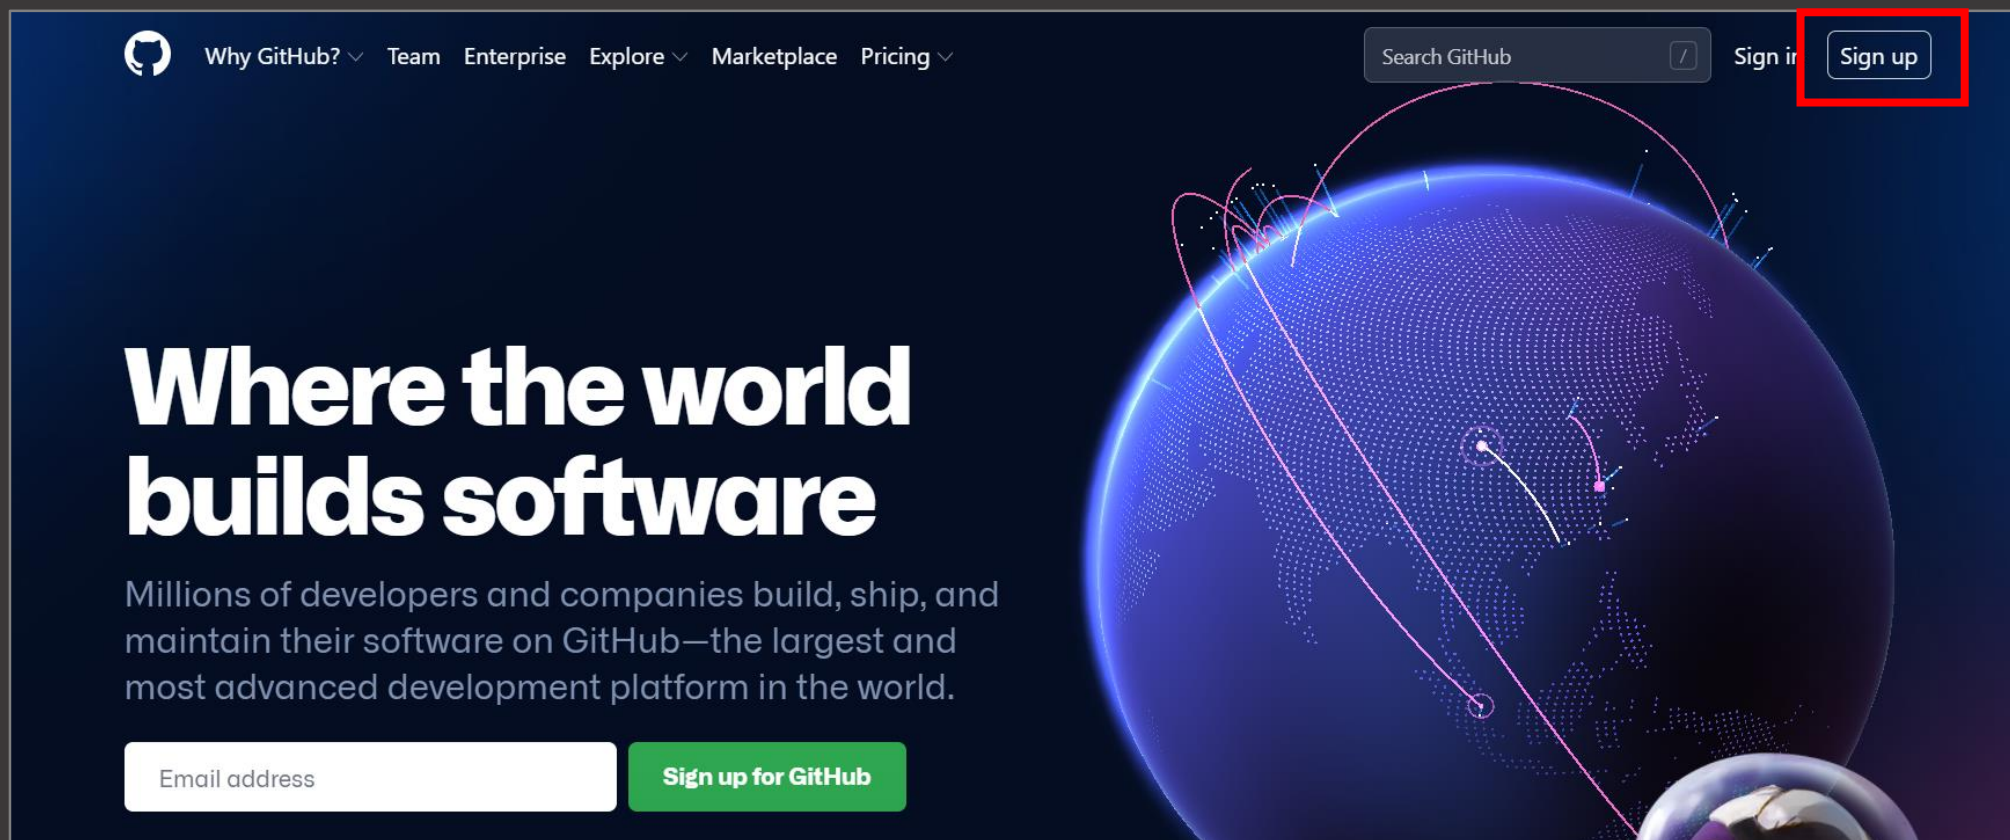 Why GitHub? Team Enterprise Explore Marketplace Pricing Search GitHub / Sign in Sign up
Where the world
builds software
Millions of developers and companies build, ship, and
maintain their software on GitHub—the largest and
most advanced development platform in the world.
Email address Sign up for GitHub